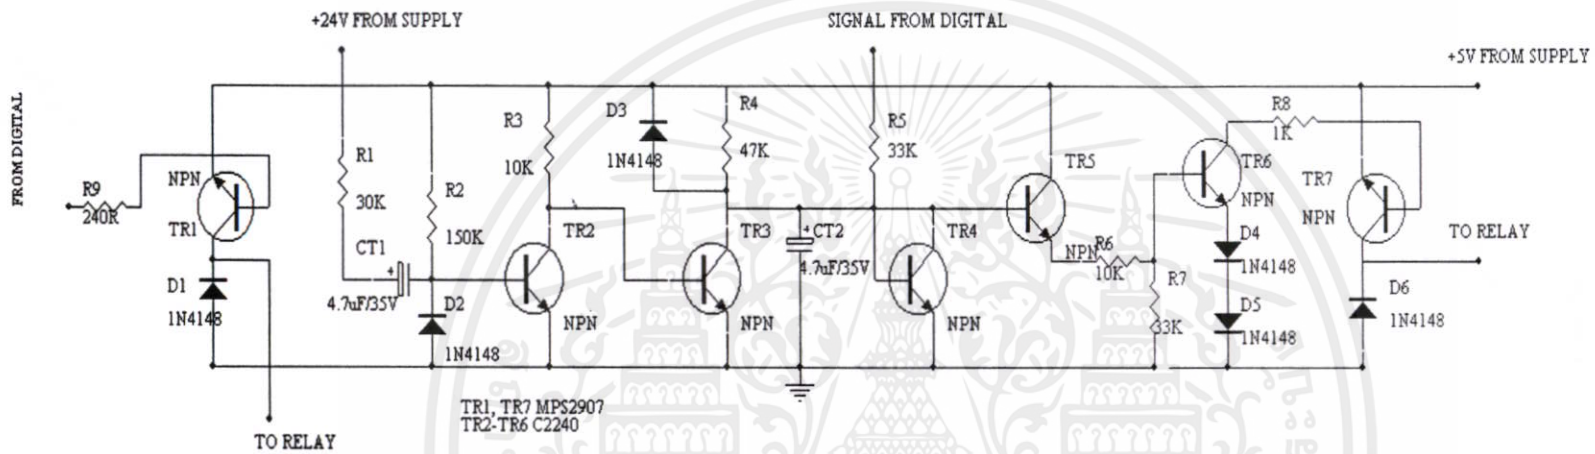 +24V FROM SUPPLY
SIGNAL FROM DIGITAL
+5V FROM SUPPLY
FROM DIGITAL
R9
240R
NPN
TR1
D1
1N4148
TO RELAY
R1
30K
CT1
+
4.7uF/35V
R2
150K
D2
1N4148
R3
10K
TR2
NPN
D3
1N4148
R4
47K
TR3
NPN
+
CT2
4.7uF/35V
R5
33K
TR4
NPN
TR5
NPN
R6
10K
R7
33K
TR6
NPN
D4
1N4148
D5
1N4148
R8
1K
TR7
NPN
TO RELAY
D6
1N4148
TR1, TR7 MPS2907
TR2-TR6 C2240